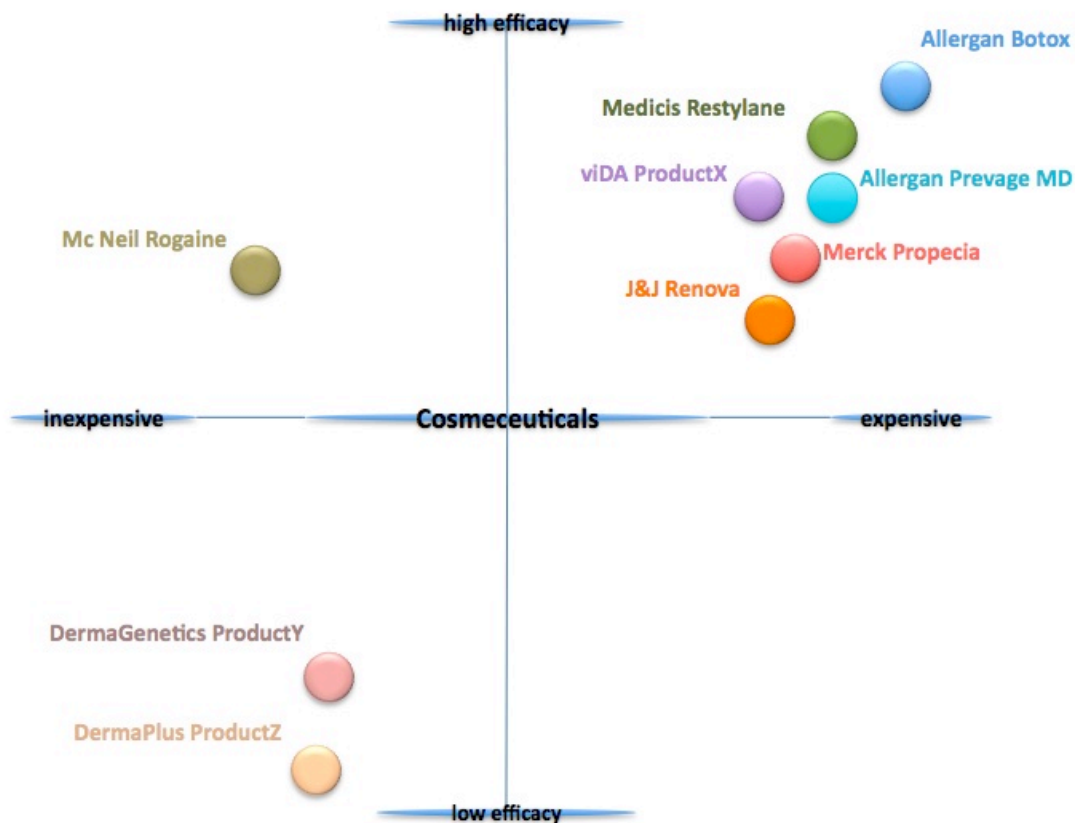 high efficacy
Allergan Botox
Medicis Restylane
viDA ProductX
Allergan Prevage MD
Mc Neil Rogaine
Merck Propecia
J&J Renova
inexpensive
Cosmeceuticals
expensive
DermaGenetics ProductY
DermaPlus ProductZ
low efficacy